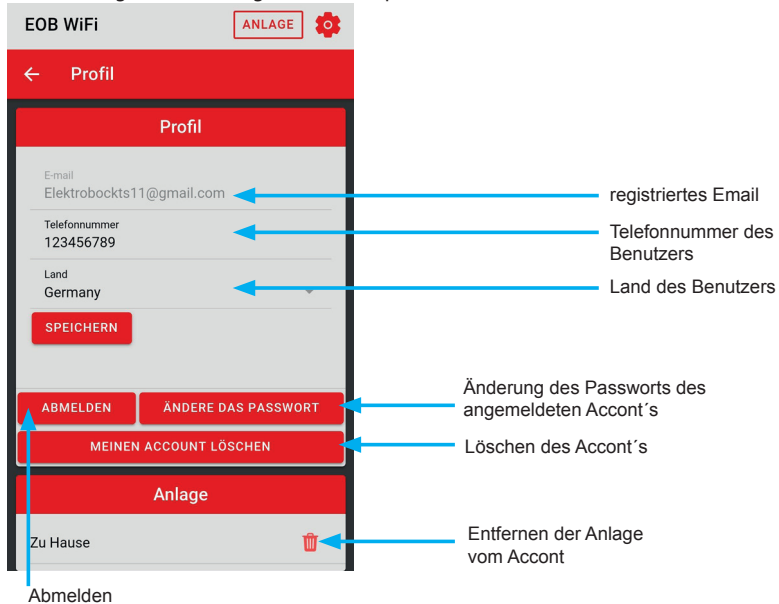 EOB WiFi
ANLAGE
Profil
Profil
E-mail
Elektrobockts11@gmail.com
registriertes Email
Telefonnummer
123456789
Telefonnummer des
Benutzers
Land
Germany
Land des Benutzers
SPEICHERN
ABMELDEN
ÄNDERE DAS PASSWORT
Änderung des Passworts des
angemeldeten Accont´s
MEINEN ACCOUNT LÖSCHEN
Löschen des Accont´s
Anlage
Zu Hause
Entfernen der Anlage
vom Accont
Abmelden